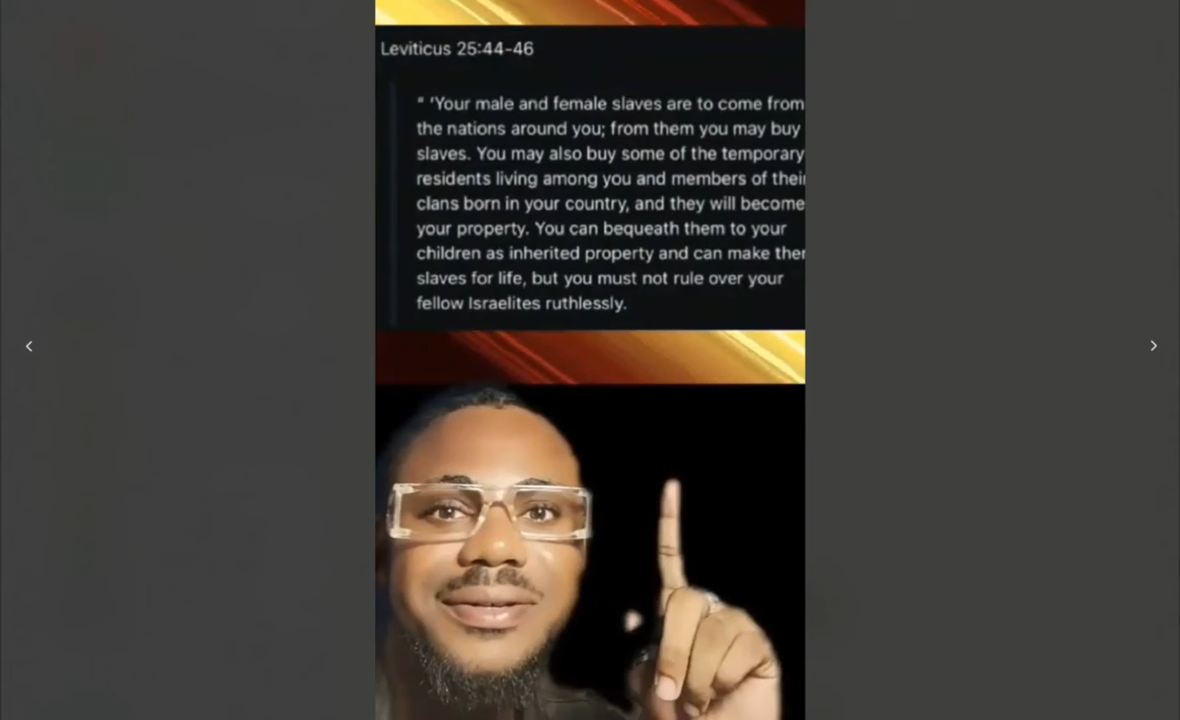 Leviticus 25:44-46
" 'Your male and female slaves are to come from
the nations around you; from them you may buy
slaves. You may also buy some of the temporary
residents living among you and members of their
clans born in your country, and they will become
your property. You can bequeath them to your
children as inherited property and can make them
slaves for life, but you must not rule over your
fellow Israelites ruthlessly.